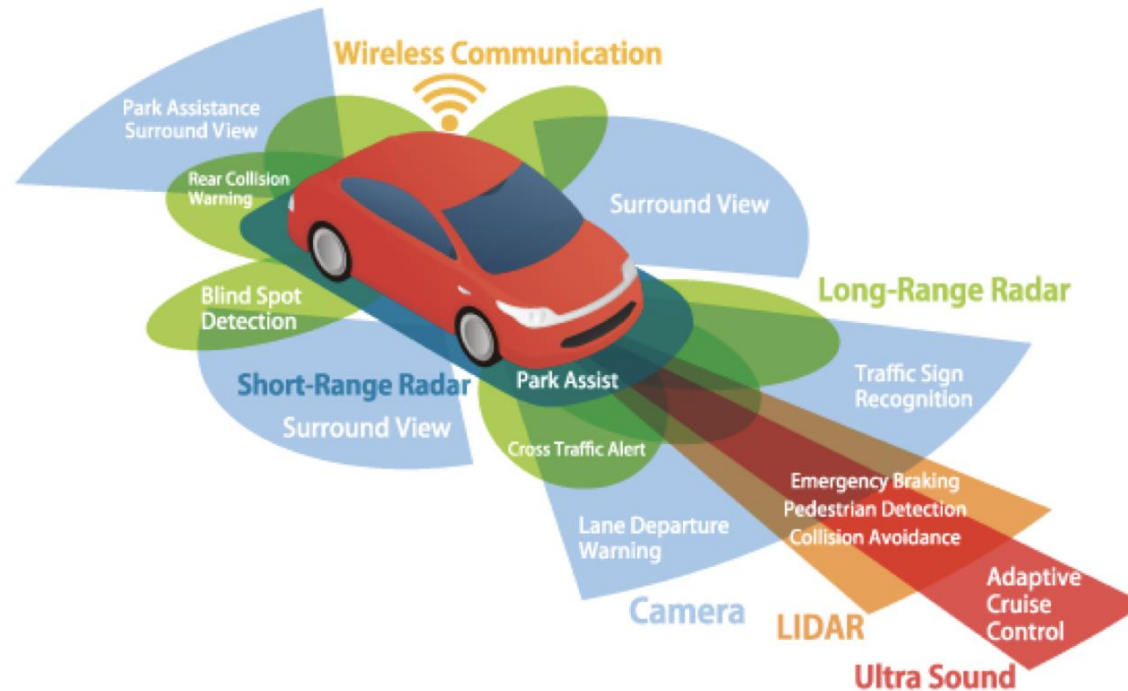 Wireless Communication
Park Assistance
Surround View
Rear Collision
Warning
Surround View
Blind Spot
Detection
Long-Range Radar
Short-Range Radar
Park Assist
Traffic Sign
Recognition
Surround View
Cross Traffic Alert
Emergency Braking
Pedestrian Detection
Collision Avoidance
Lane Departure
Warning
Adaptive
Cruise
Control
Camera
LIDAR
Ultra Sound